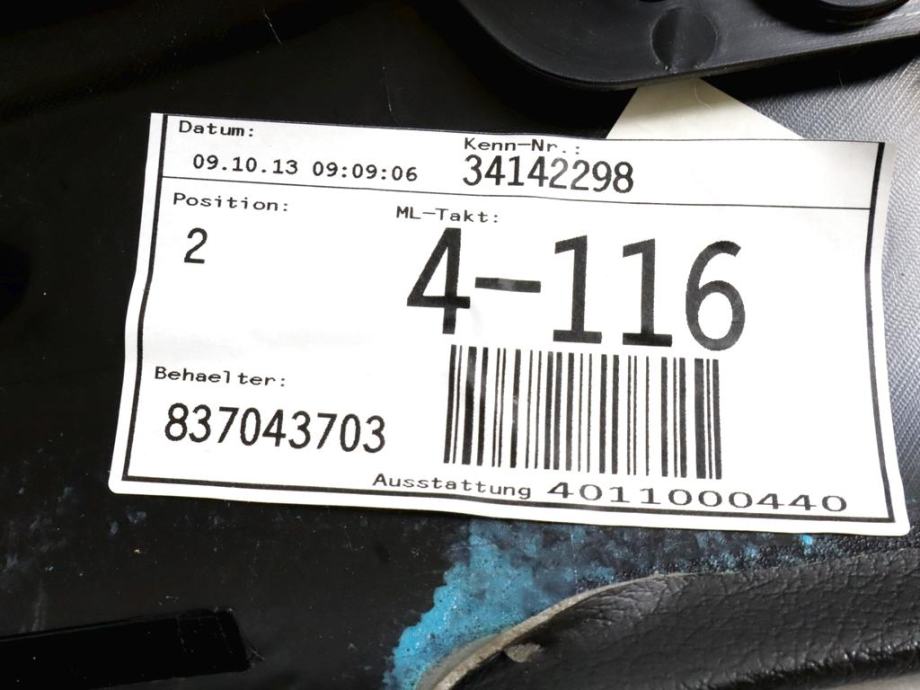 Datum:
Kenn-Nr.:
09.10.13 09:09:06
34142298
Position:
ML-Takt:
2
4-116
Behaelter:
837043703
Ausstattung 4011000440